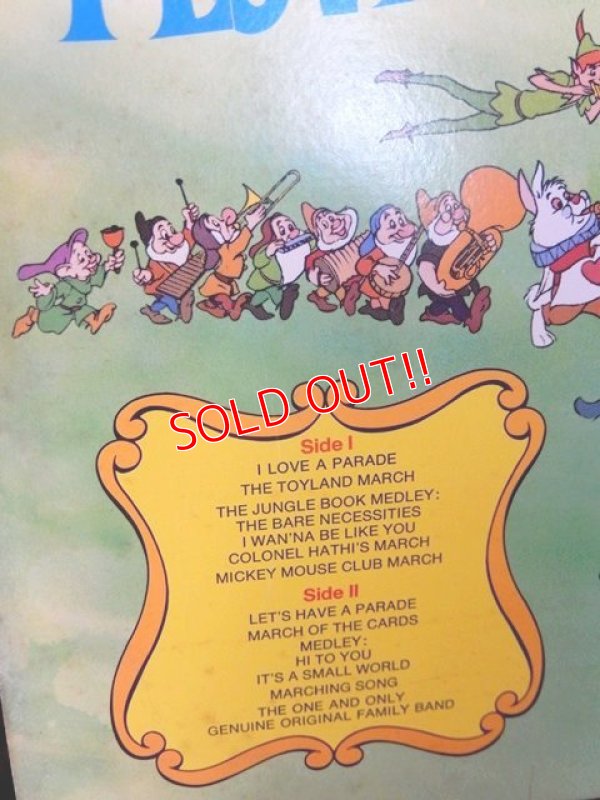 I LOV
SOLD OUT!!
Side I
I LOVE A PARADE
THE TOYLAND MARCH
THE JUNGLE BOOK MEDLEY:
THE BARE NECESSITIES
I WAN'NA BE LIKE YOU
COLONEL HATHI'S MARCH
MICKEY MOUSE CLUB MARCH
Side II
LET'S HAVE A PARADE
MARCH OF THE CARDS
MEDLEY:
HI TO YOU
IT'S A SMALL WORLD
MARCHING SONG
THE ONE AND ONLY
GENUINE ORIGINAL FAMILY BAND